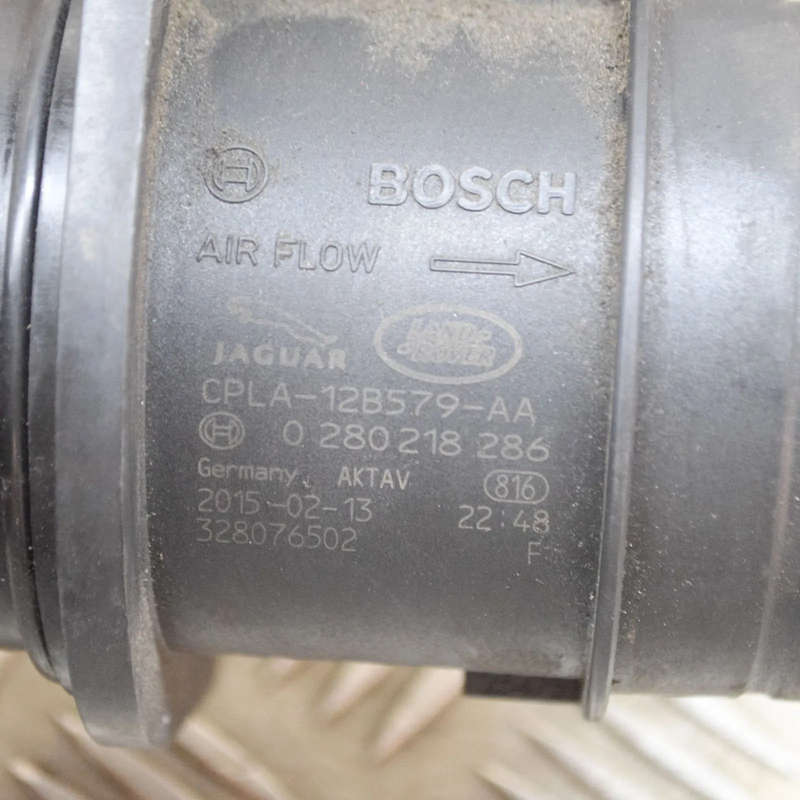 BOSCH
AIR FLOW
JAGUAR LAND ROVER
CPLA-12B579-AA
0 280 218 286
Germany AKTAV 816
2015-02-13 22:48
328076502 F